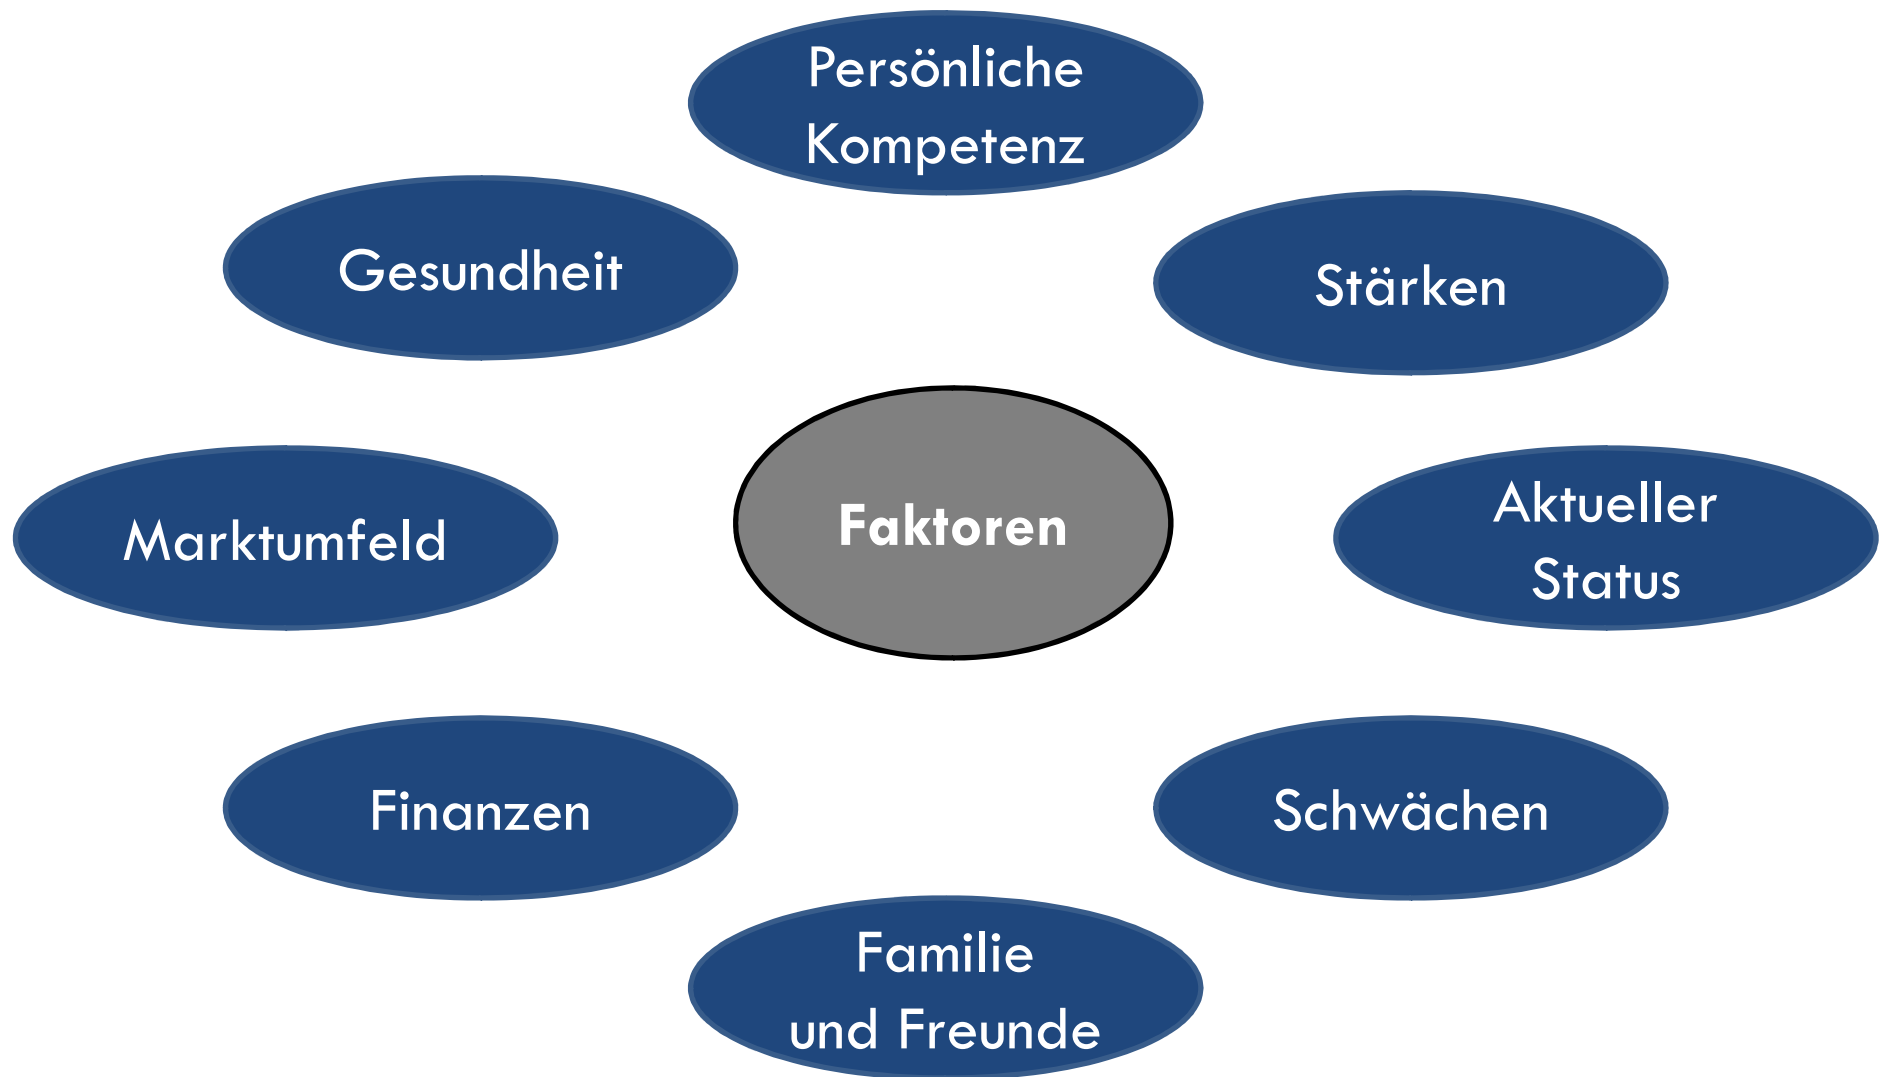 Persönliche
Kompetenz
Gesundheit
Stärken
Marktumfeld
Faktoren
Aktueller
Status
Finanzen
Schwächen
Familie
und Freunde